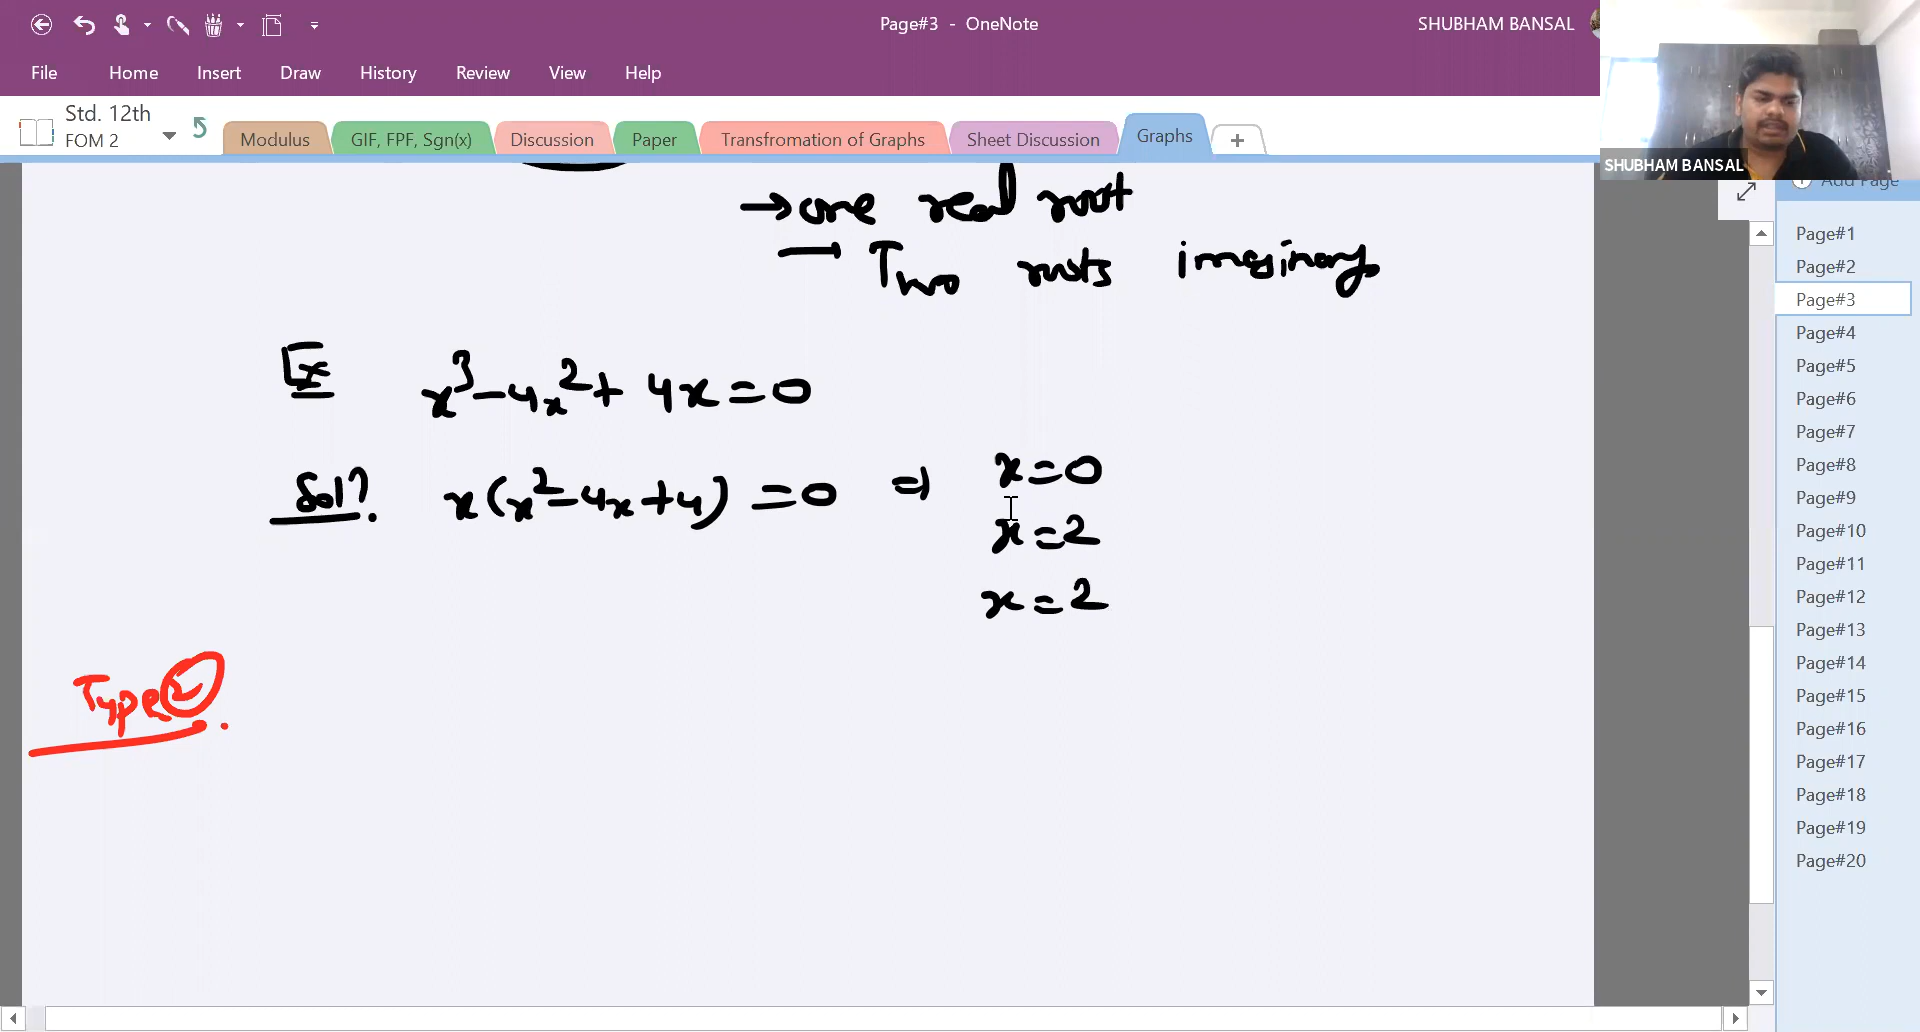 Page#3 - OneNote
SHUBHAM BANSAL
File Home Insert Draw History Review View Help
Std. 12th
FOM 2
Modulus GIF, FPF, Sgn(x) Discussion Paper Transfromation of Graphs Sheet Discussion Graphs +
SHUBHAM BANSAL
Add Page
→ one real root
— Two roots imaginary
Ex x³-4x²+ 4x=0
Solⁿ. x(x²-4x+4) =0 ⇒ x=0
x=2
x=2
Type 2.
Page#1
Page#2
Page#3
Page#4
Page#5
Page#6
Page#7
Page#8
Page#9
Page#10
Page#11
Page#12
Page#13
Page#14
Page#15
Page#16
Page#17
Page#18
Page#19
Page#20